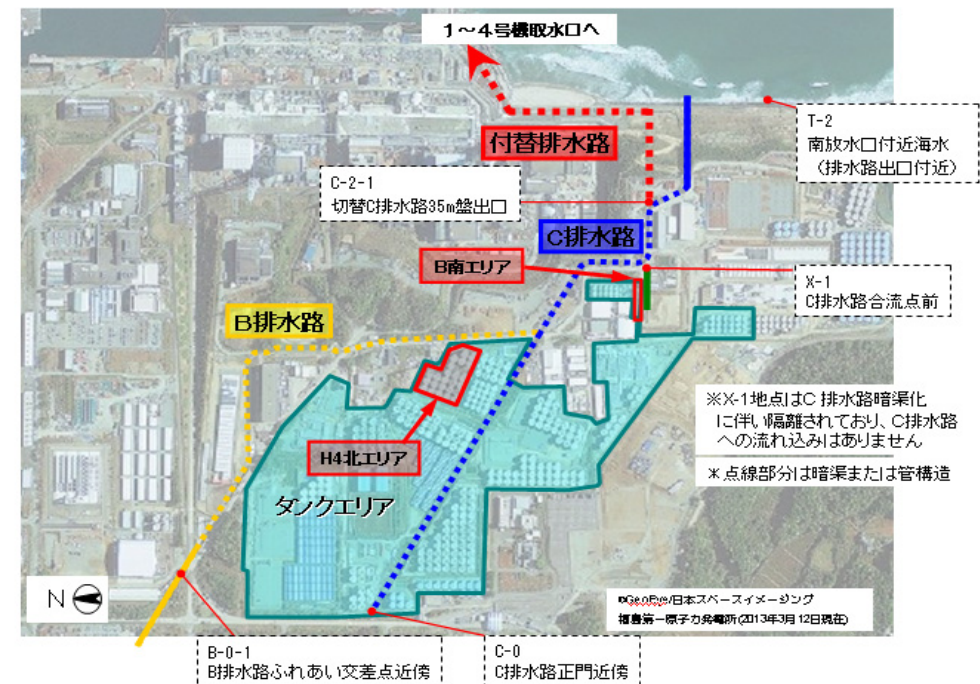 1～4号機取水口へ
T-2
南放水口付近海水
(排水路出口付近)
付替排水路
C-2-1
切替C排水路35m盤出口
C排水路
B南エリア
X-1
C排水路合流点前
B排水路
※X-1地点はC 排水路暗渠化
に伴い隔離されており、C排水路
への流れ込みはありません
H4北エリア
＊点線部分は暗渠または管構造
タンクエリア
N
©GeoEye/日本スペースイメージング
福島第一原子力発電所(2013年3月12日現在)
B-0-1
B排水路ふれあい交差点近傍
C-0
C排水路正門近傍